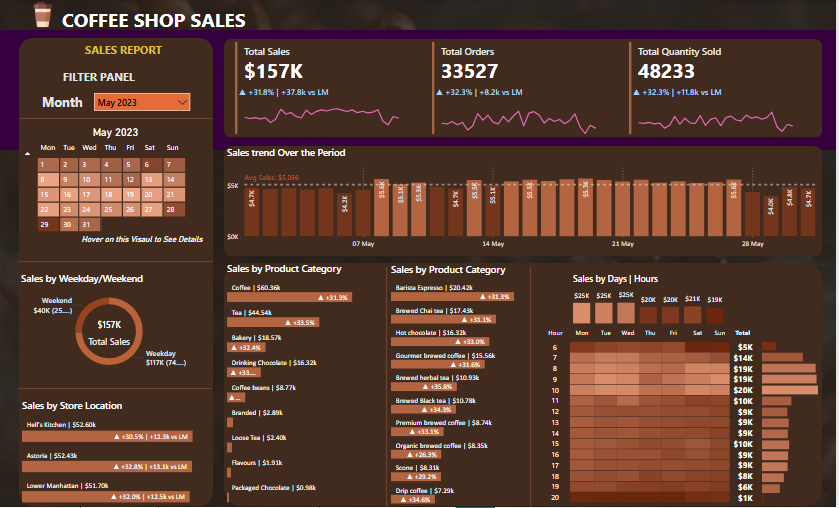 COFFEE SHOP SALES
SALES REPORT
FILTER PANEL
Month
May 2023
May 2023
Mon Tue Wed Thu Fri Sat Sun
1 2 3 4 5 6 7
8 9 10 11 12 13 14
15 16 17 18 19 20 21
22 23 24 25 26 27 28
29 30 31
Hover on this Visaul to See Details
Total Sales
$157K
▲ +31.8% | +37.8k vs LM
Total Orders
33527
▲ +32.3% | +8.2k vs LM
Total Quantity Sold
48233
▲ +32.3% | +11.8k vs LM
Sales trend Over the Period
Avg Sales: $5,056
$5K
$0K
$4.7K $4.2K $5.6K $5.1K $5.3K $4.7K $5.5K $5.1K $5.5K $5.7K $5.6K $4.0K $4.8K $4.7K
07 May 14 May 21 May 28 May
Sales by Weekday/Weekend
Weekend
$40K (25....)
$157K
Total Sales
Weekday
$117K (74....)
Sales by Store Location
Hell's Kitchen | $52.60k
▲ +30.5% | +12.3k vs LM
Astoria | $52.43k
▲ +32.8% | +13.1k vs LM
Lower Manhattan | $51.70k
▲ +32.0% | +12.5k vs LM
Sales by Product Category
Coffee | $60.36k
▲ +31.3%
Tea | $44.54k
▲ +33.5%
Bakery | $18.57k
▲ +32.4%
Drinking Chocolate | $16.32k
▲ +33....
Coffee beans | $8.77k
▲...
Branded | $2.89k
Loose Tea | $2.40k
Flavours | $1.91k
Packaged Chocolate | $0.98k
Sales by Product Category
Barista Espresso | $20.42k
▲ +31.3%
Brewed Chai tea | $17.43k
▲ +31.1%
Hot chocolate | $16.32k
▲ +33.0%
Gourmet brewed coffee | $15.56k
▲ +31.6%
Brewed herbal tea | $10.93k
▲ +35.8%
Brewed Black tea | $10.78k
▲ +34.3%
Premium brewed coffee | $8.74k
▲ +33.1%
Organic brewed coffee | $8.35k
▲ +26.3%
Scone | $8.31k
▲ +29.2%
Drip coffee | $7.29k
▲ +34.6%
Sales by Days | Hours
$25K $25K $25K $20K $20K $21K $19K
Hour Mon Tue Wed Thu Fri Sat Sun Total
6 $5K
7 $14K
8 $19K
9 $19K
10 $20K
11 $10K
12 $9K
13 $9K
14 $9K
15 $10K
16 $9K
17 $9K
18 $8K
19 $6K
20 $1K